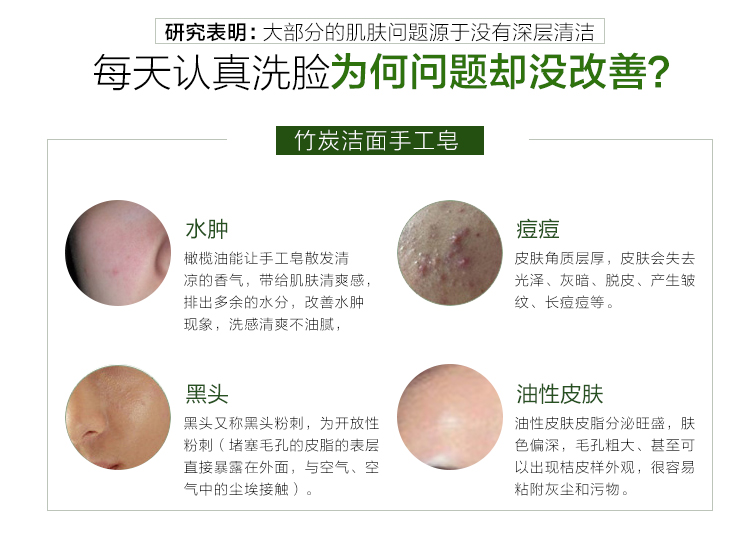 研究表明：大部分的肌肤问题源于没有深层清洁
每天认真洗脸为何问题却没改善?
竹炭洁面手工皂
水肿
橄榄油能让手工皂散发清
凉的香气，带给肌肤清爽感，
排出多余的水分，改善水肿
现象，洗感清爽不油腻，
痘痘
皮肤角质层厚，皮肤会失去
光泽、灰暗、脱皮、产生皱
纹、长痘痘等。
黑头
黑头又称黑头粉刺，为开放性
粉刺（堵塞毛孔的皮脂的表层
直接暴露在外面，与空气、空
气中的尘埃接触）。
油性皮肤
油性皮肤皮脂分泌旺盛，肤
色偏深，毛孔粗大、甚至可
以出现桔皮样外观，很容易
粘附灰尘和污物。